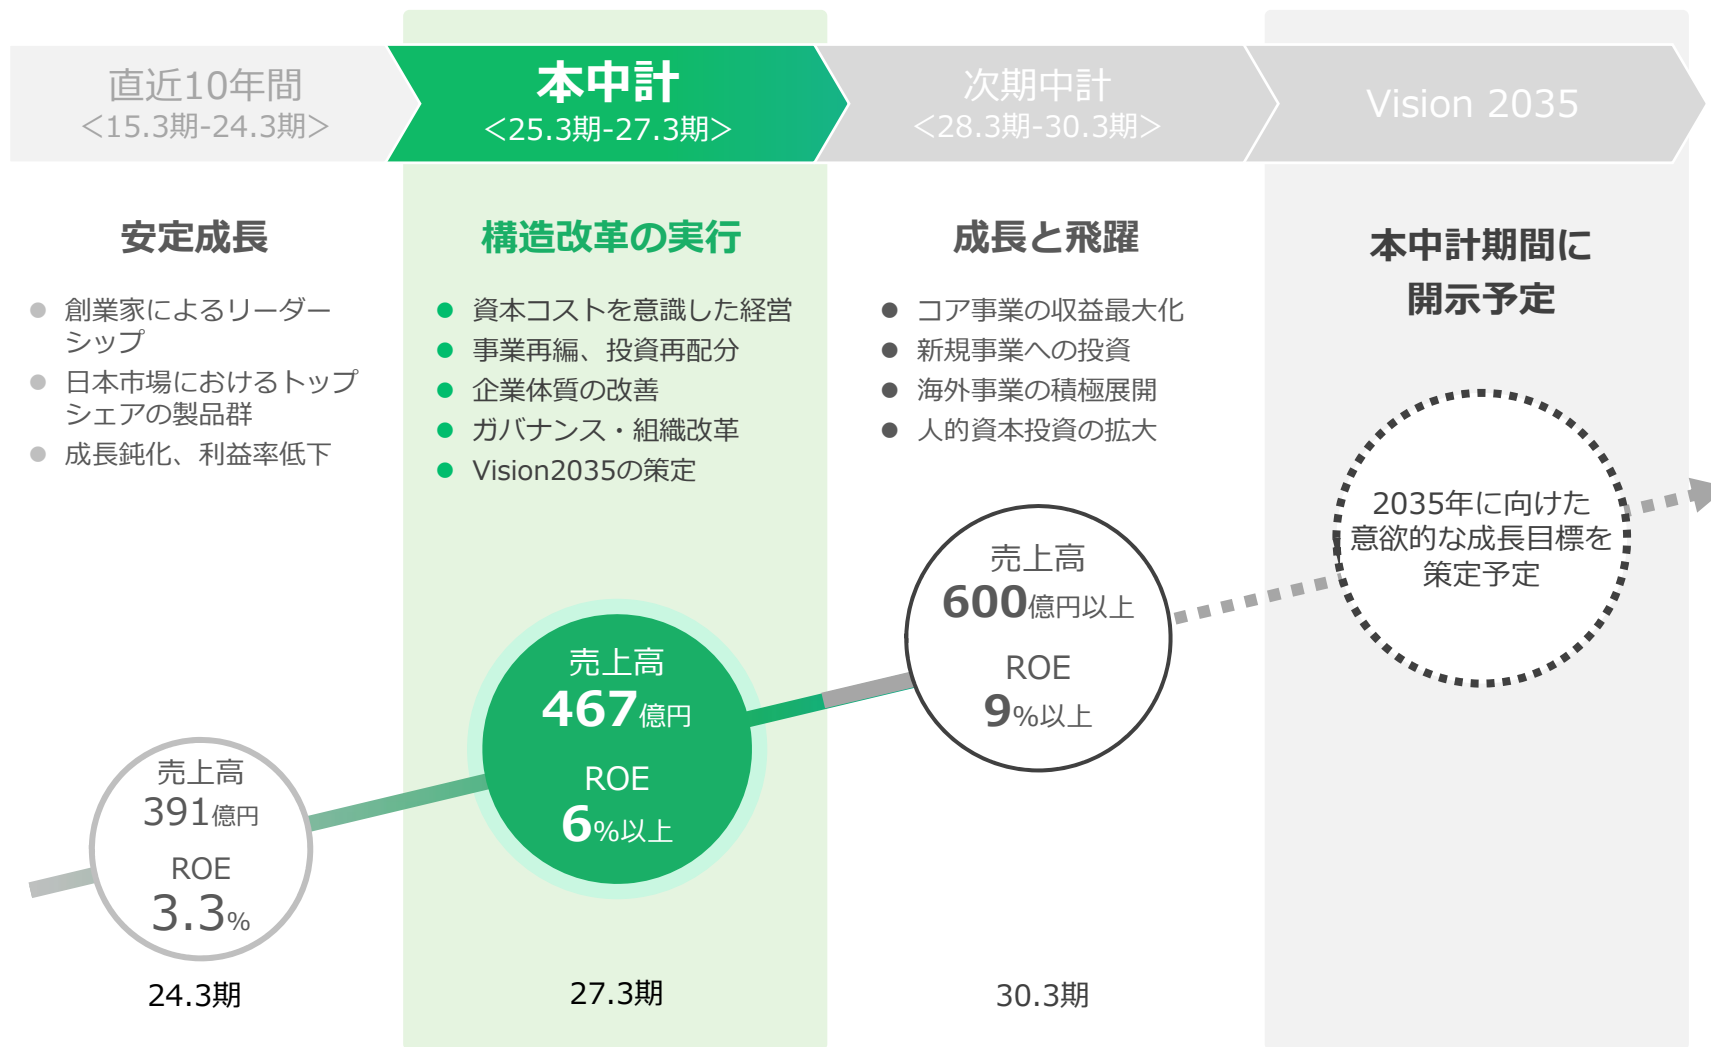 直近10年間
<15.3期-24.3期>
本中計
<25.3期-27.3期>
次期中計
<28.3期-30.3期>
Vision 2035
安定成長
● 創業家によるリーダー
シップ
● 日本市場におけるトップ
シェアの製品群
● 成長鈍化、利益率低下
構造改革の実行
● 資本コストを意識した経営
● 事業再編、投資再配分
● 企業体質の改善
● ガバナンス・組織改革
● Vision2035の策定
成長と飛躍
● コア事業の収益最大化
● 新規事業への投資
● 海外事業の積極展開
● 人的資本投資の拡大
本中計期間に
開示予定
売上高
391億円
ROE
3.3%
24.3期
売上高
467億円
ROE
6%以上
27.3期
売上高
600億円以上
ROE
9%以上
30.3期
2035年に向けた
意欲的な成長目標を
策定予定